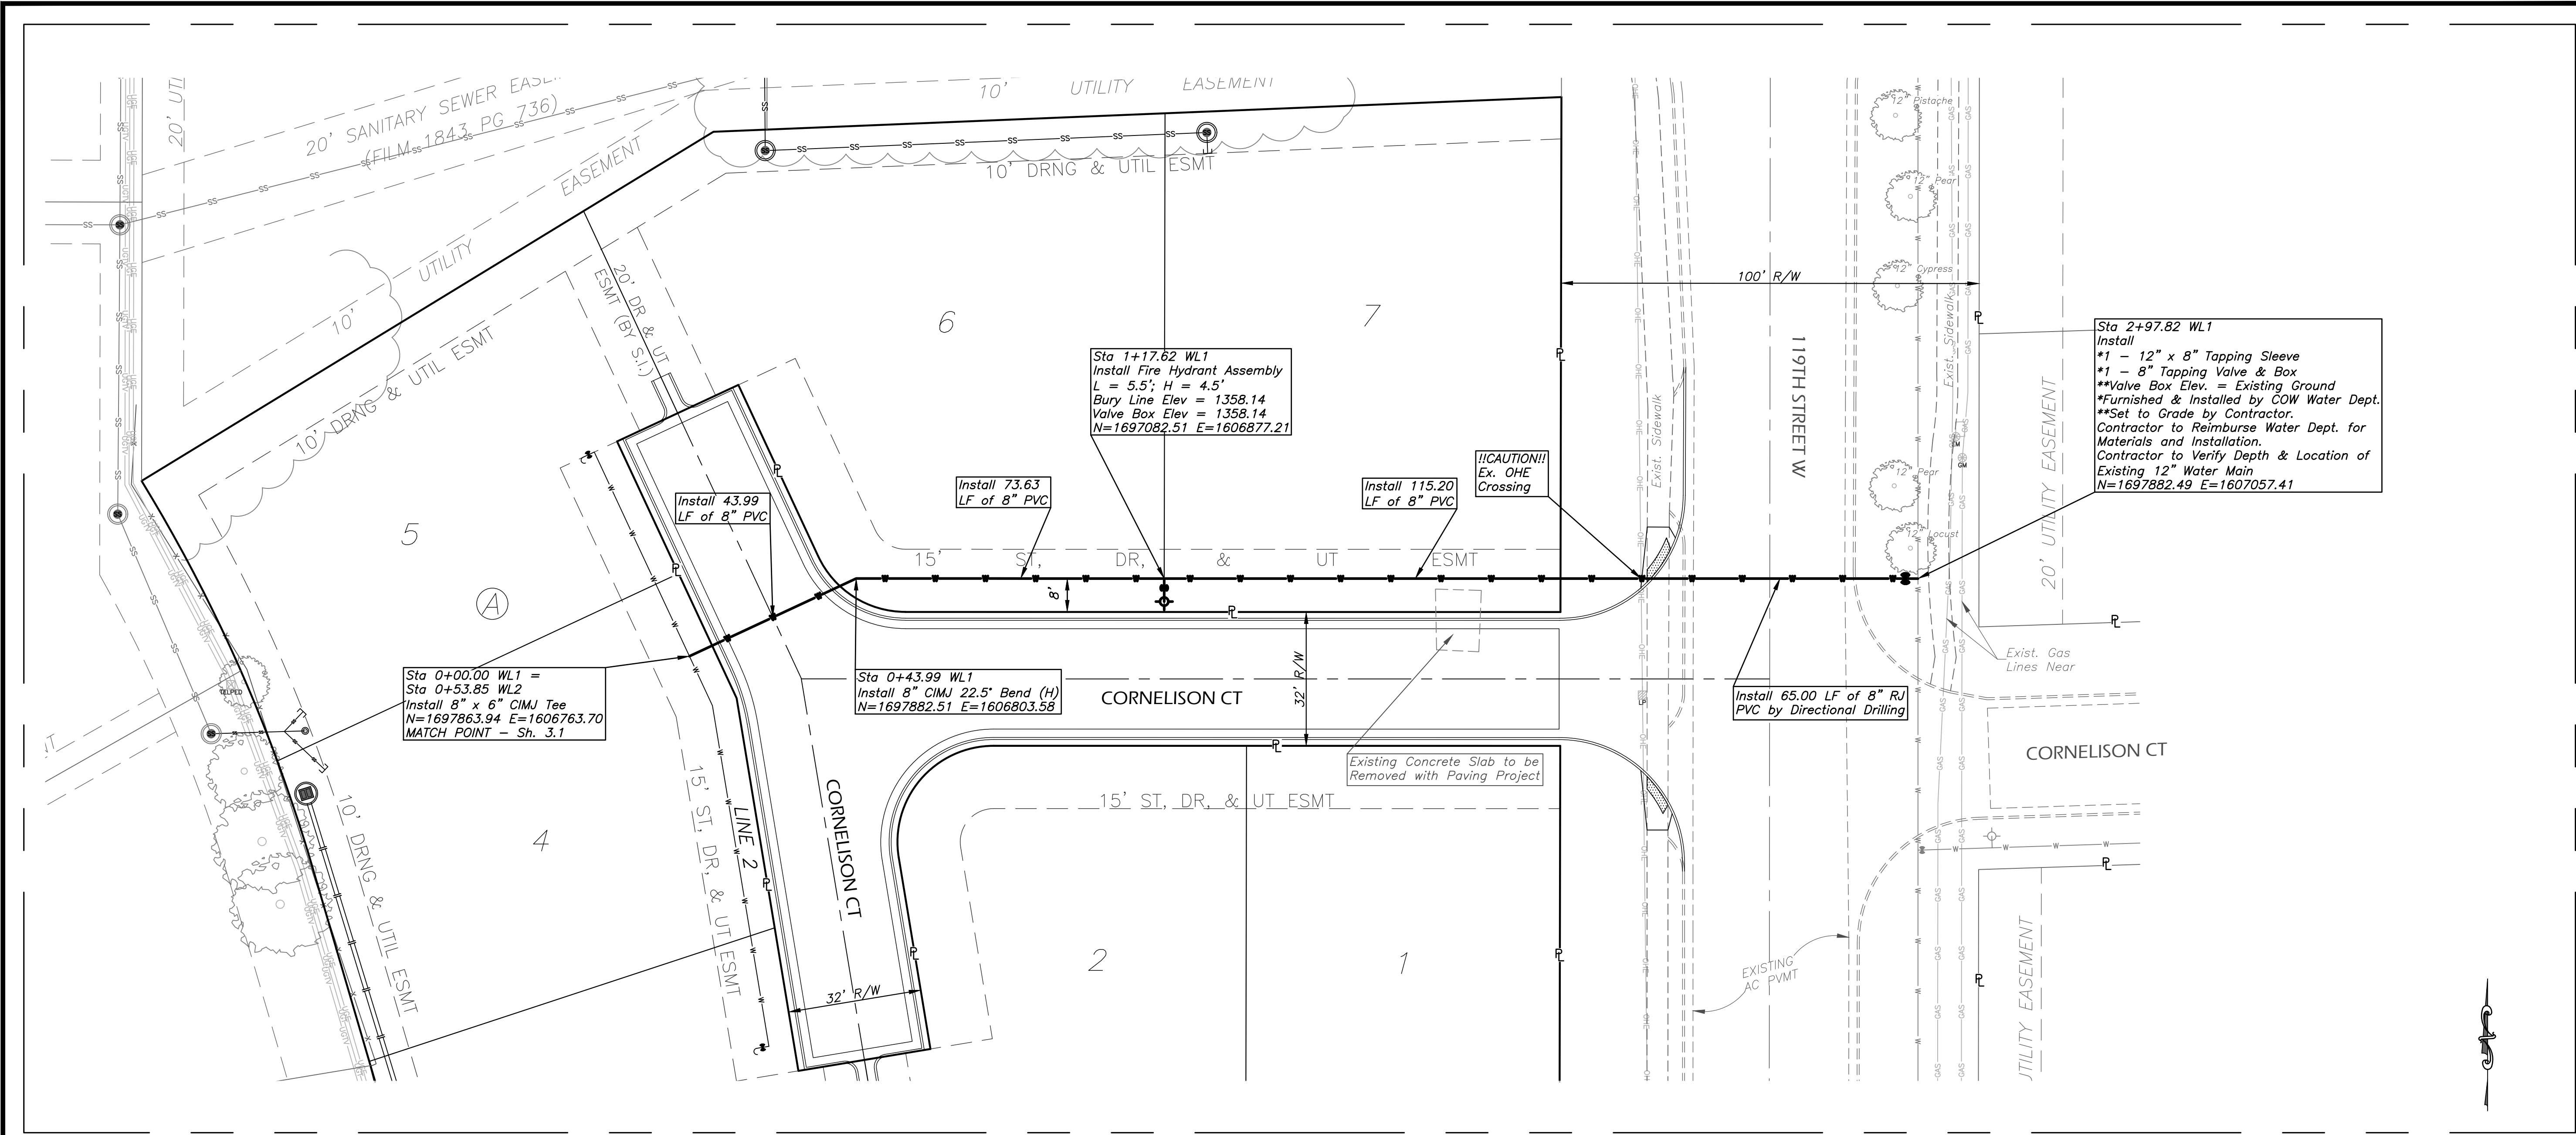 20' UTI
20' SANITARY SEWER EASE
(FILM 1843 PG 736)
10' UTILITY EASEMENT
10' UTILITY EASEMENT
10' DRNG & UTIL ESMT
10' DRNG & UTIL ESMT
20' DR & UT
ESMT (BY S.I.)
6
7
5
4
2
1
A
100' R/W
119TH STREET W
Exist. Sidewalk
Exist. Sidewalk
12" Pistache
12" Pear
12" Cypress
12" Pear
12" Locust
20' UTILITY EASEMENT
Sta 2+97.82 WL1
Install
*1 - 12" x 8" Tapping Sleeve
*1 - 8" Tapping Valve & Box
**Valve Box Elev. = Existing Ground
*Furnished & Installed by COW Water Dept.
**Set to Grade by Contractor.
Contractor to Reimburse Water Dept. for
Materials and Installation.
Contractor to Verify Depth & Location of
Existing 12" Water Main
N=1697882.49 E=1607057.41
Sta 1+17.62 WL1
Install Fire Hydrant Assembly
L = 5.5'; H = 4.5'
Bury Line Elev = 1358.14
Valve Box Elev = 1358.14
N=1697082.51 E=1606877.21
!!CAUTION!!
Ex. OHE
Crossing
Install 43.99
LF of 8" PVC
Install 73.63
LF of 8" PVC
Install 115.20
LF of 8" PVC
15' ST, DR, & UT ESMT
8'
32' R/W
Sta 0+00.00 WL1 =
Sta 0+53.85 WL2
Install 8" x 6" CIMJ Tee
N=1697863.94 E=1606763.70
MATCH POINT - Sh. 3.1
Sta 0+43.99 WL1
Install 8" CIMJ 22.5° Bend (H)
N=1697882.51 E=1606803.58
CORNELISON CT
Install 65.00 LF of 8" RJ
PVC by Directional Drilling
Exist. Gas
Lines Near
CORNELISON CT
Existing Concrete Slab to be
Removed with Paving Project
15' ST, DR, & UT ESMT
15' ST, DR, & UT ESMT
LINE 2
CORNELISON CT
32' R/W
10' DRNG & UTIL ESMT
TELPED
LP
GM
EXISTING
AC PVMT
UTILITY EASEMENT